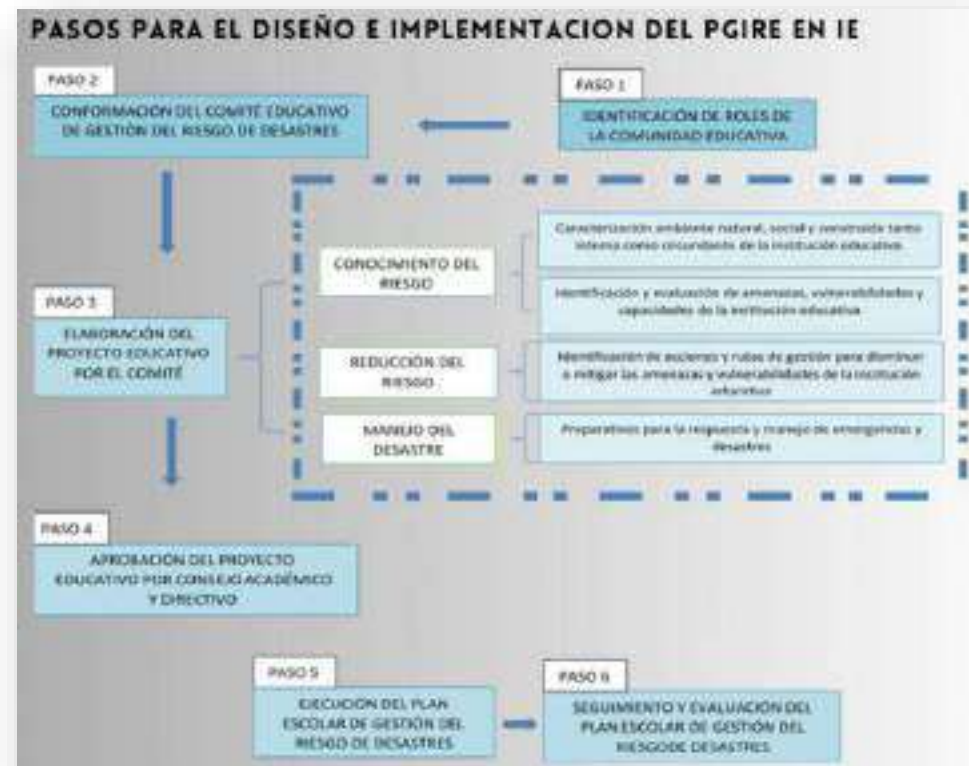 PASOS PARA EL DISEÑO E IMPLEMENTACION DEL PGIRE EN IE
PASO 1
IDENTIFICACIÓN DE ROLES DE
LA COMUNIDAD EDUCATIVA
PASO 2
CONFORMACIÓN DEL COMITÉ EDUCATIVO
DE GESTIÓN DEL RIESGO DE DESASTRES
PASO 3
ELABORACIÓN DEL
PROYECTO EDUCATIVO
POR EL COMITÉ
CONOCIMIENTO DEL
RIESGO
Caracterización ambiente natural, social y construido tanto
interna como circundante de la institución educativa
Identificación y evaluación de amenazas, vulnerabilidades y
capacidades de la institución educativa
REDUCCIÓN DEL
RIESGO
Identificación de acciones y rutas de gestión para disminuir
o mitigar las amenazas y vulnerabilidades de la institución
educativa
MANEJO DEL
DESASTRE
Preparativos para la respuesta y manejo de emergencias y
desastres
PASO 4
APROBACIÓN DEL PROYECTO
EDUCATIVO POR CONSEJO ACADÉMICO
Y DIRECTIVO
PASO 5
EJECUCIÓN DEL PLAN
ESCOLAR DE GESTIÓN DEL
RIESGO DE DESASTRES
PASO 6
SEGUIMIENTO Y EVALUACIÓN DEL
PLAN ESCOLAR DE GESTIÓN DEL
RIESGODE DESASTRES